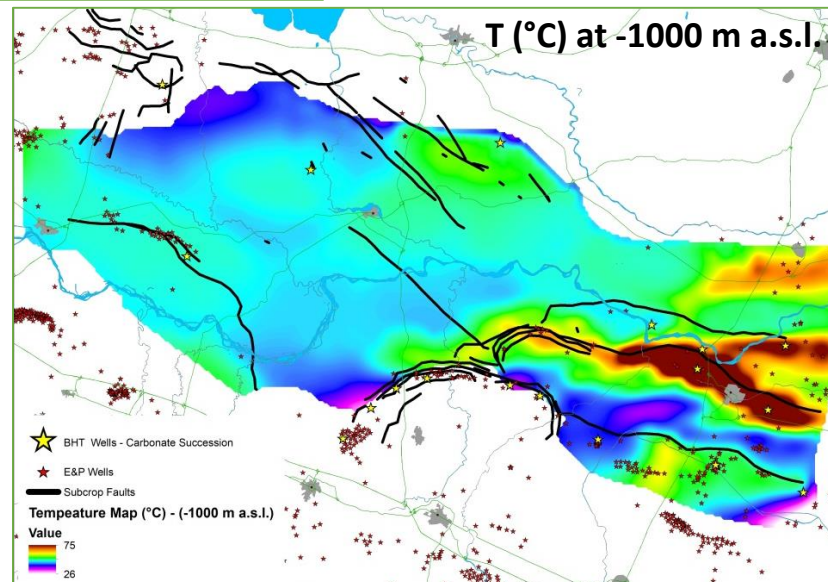 T (°C) at -1000 m a.s.l.
BHT Wells - Carbonate Succession
E&P Wells
Subcrop Faults
Tempeature Map (°C) - (-1000 m a.s.l.)
Value
75
26